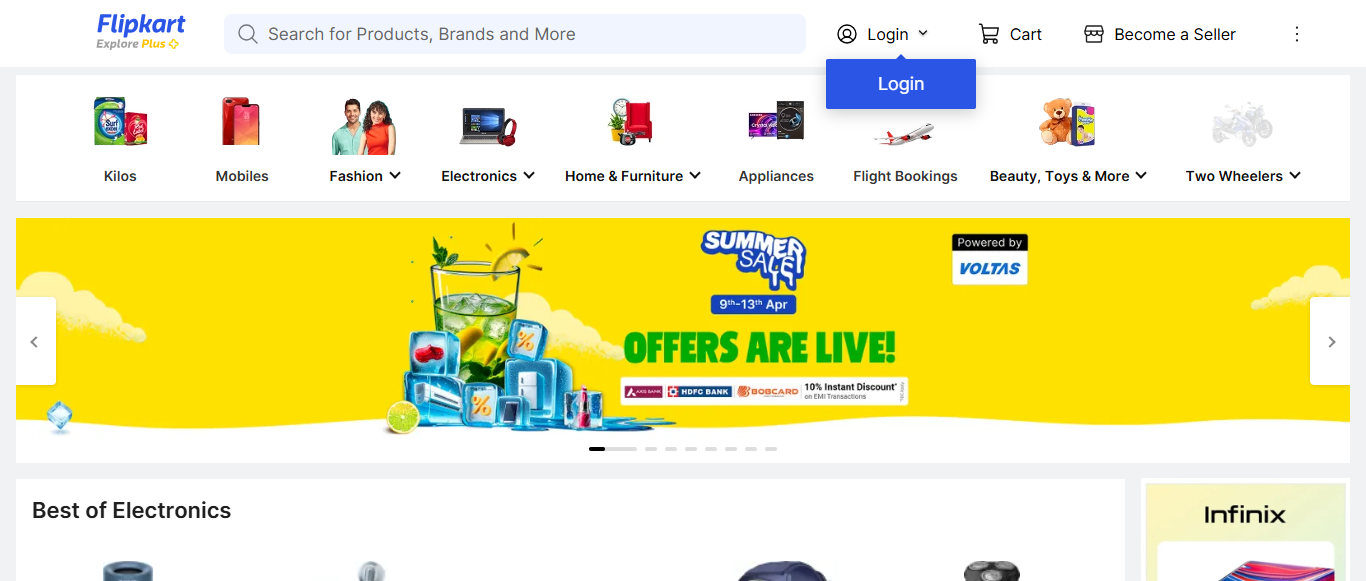 Flipkart
Explore Plus
Search for Products, Brands and More
Login
Cart
Become a Seller
Login
Kilos
Mobiles
Fashion
Electronics
Home & Furniture
Appliances
Flight Bookings
Beauty, Toys & More
Two Wheelers
SUMMER
SALE
9th-13th Apr
OFFERS ARE LIVE!
AXIS BANK
HDFC BANK
BOBCARD
10% Instant Discount*
on EMI Transactions
Powered by
VOLTAS
Best of Electronics
Infinix